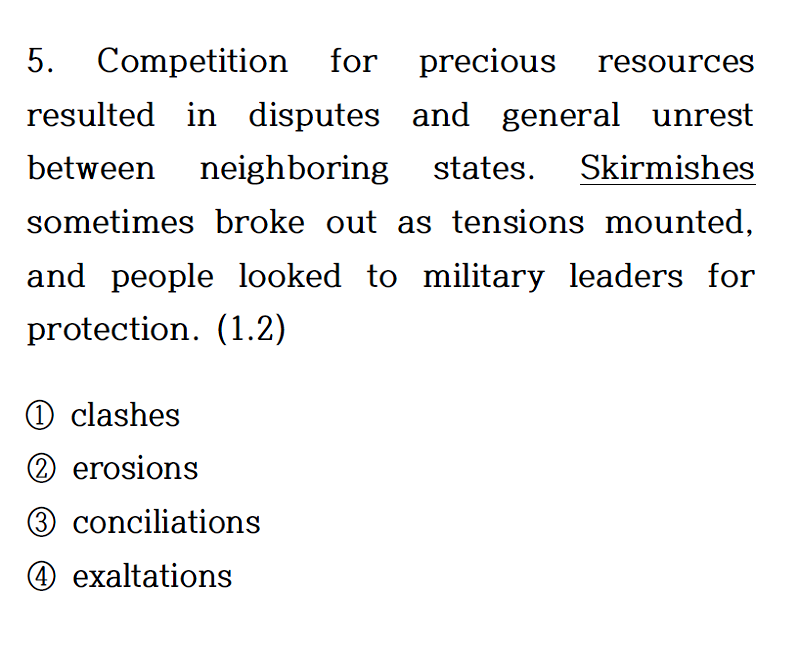 5. Competition for precious resources
resulted in disputes and general unrest
between neighboring states. Skirmishes
sometimes broke out as tensions mounted,
and people looked to military leaders for
protection. (1.2)
① clashes
② erosions
③ conciliations
④ exaltations